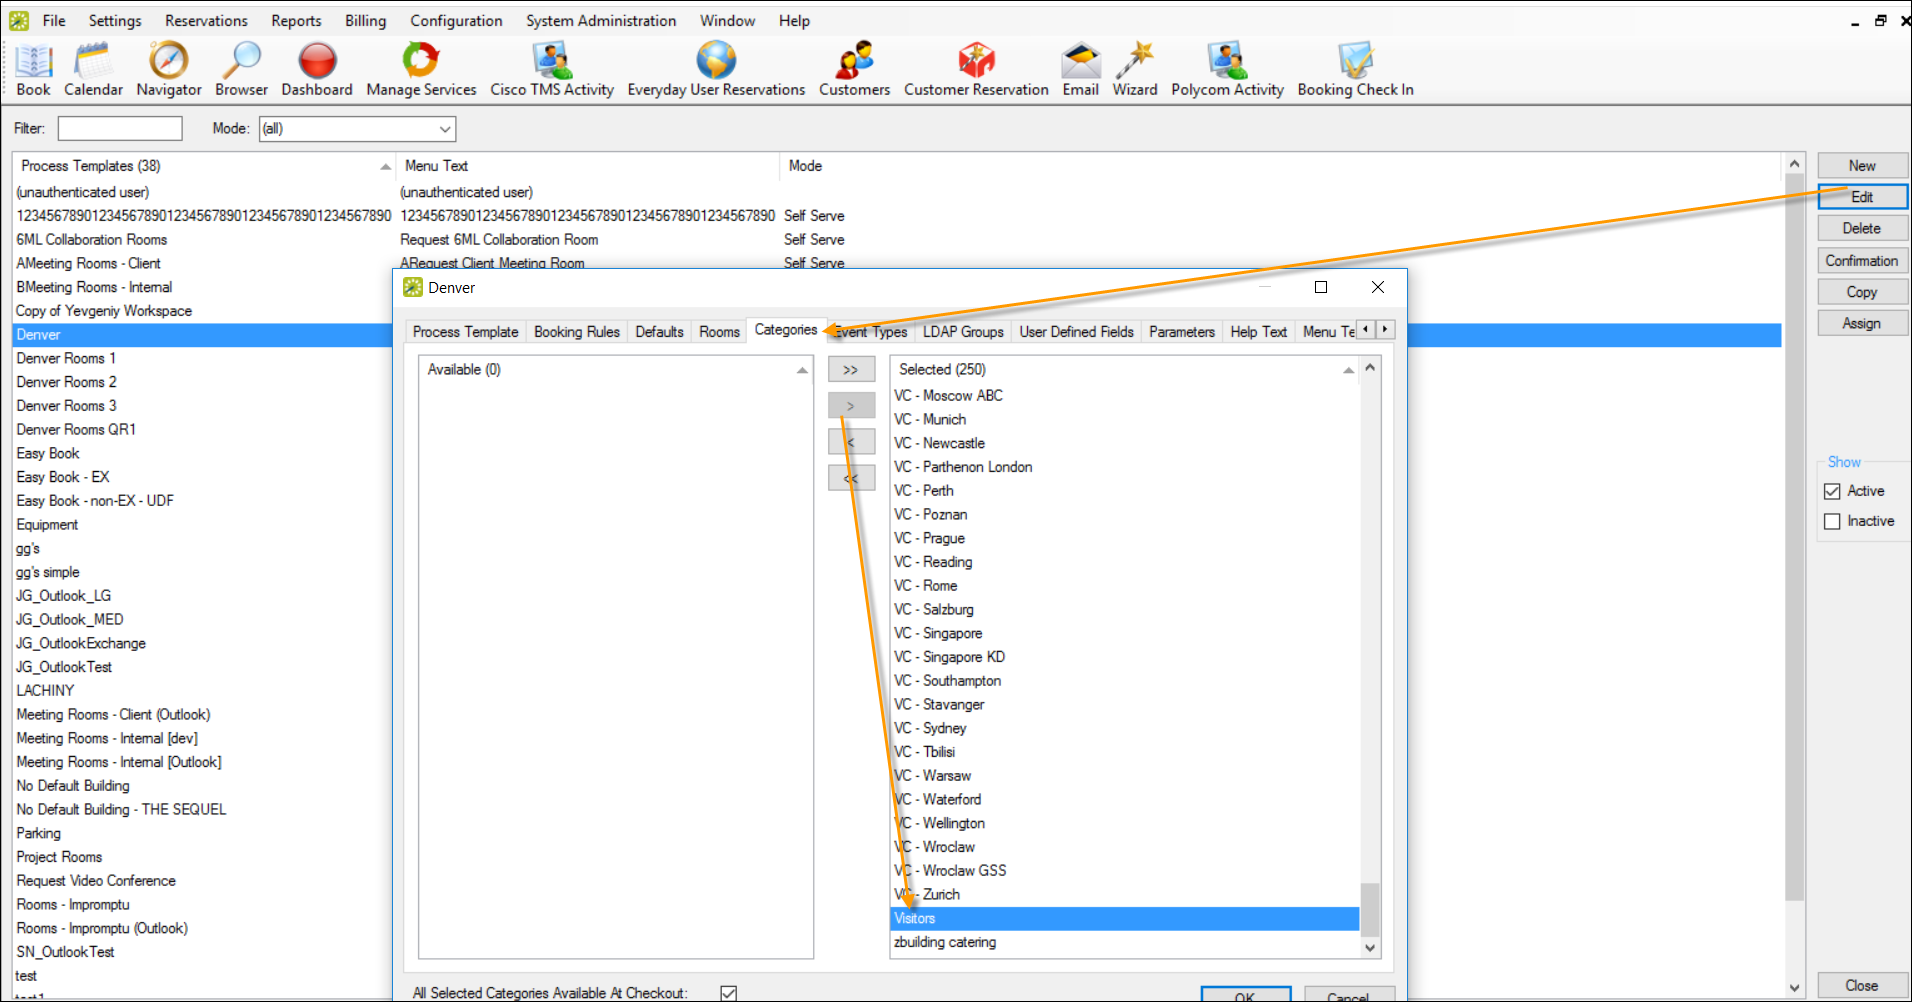 File Settings Reservations Reports Billing Configuration System Administration Window Help
Book Calendar Navigator Browser Dashboard Manage Services Cisco TMS Activity Everyday User Reservations Customers Customer Reservation Email Wizard Polycom Activity Booking Check In
Filter: Mode: (all)
Process Templates (38) Menu Text Mode
(unauthenticated user) (unauthenticated user)
12345678901234567890123456789012345678901234567890 12345678901234567890123456789012345678901234567890 Self Serve
6ML Collaboration Rooms Request 6ML Collaboration Room Self Serve
AMeeting Rooms - Client ARequest Client Meeting Room Self Serve
BMeeting Rooms - Internal
Copy of Yevgeniy Workspace
Denver
Denver Rooms 1
Denver Rooms 2
Denver Rooms 3
Denver Rooms QR1
Easy Book
Easy Book - EX
Easy Book - non-EX - UDF
Equipment
gg's
gg's simple
JG_Outlook_LG
JG_Outlook_MED
JG_OutlookExchange
JG_OutlookTest
LACHINY
Meeting Rooms - Client (Outlook)
Meeting Rooms - Internal [dev]
Meeting Rooms - Internal [Outlook]
No Default Building
No Default Building - THE SEQUEL
Parking
Project Rooms
Request Video Conference
Rooms - Impromptu
Rooms - Impromptu (Outlook)
SN_OutlookTest
test
test1
Denver
Process Template Booking Rules Defaults Rooms Categories Event Types LDAP Groups User Defined Fields Parameters Help Text Menu Te
Available (0)
>>
>
<
<<
Selected (250)
VC - Moscow ABC
VC - Munich
VC - Newcastle
VC - Parthenon London
VC - Perth
VC - Poznan
VC - Prague
VC - Reading
VC - Rome
VC - Salzburg
VC - Singapore
VC - Singapore KD
VC - Southampton
VC - Stavanger
VC - Sydney
VC - Tbilisi
VC - Warsaw
VC - Waterford
VC - Wellington
VC - Wroclaw
VC - Wroclaw GSS
VC - Zurich
Visitors
zbuilding catering
All Selected Categories Available At Checkout:
OK Cancel
New
Edit
Delete
Confirmation
Copy
Assign
Show
Active
Inactive
Close